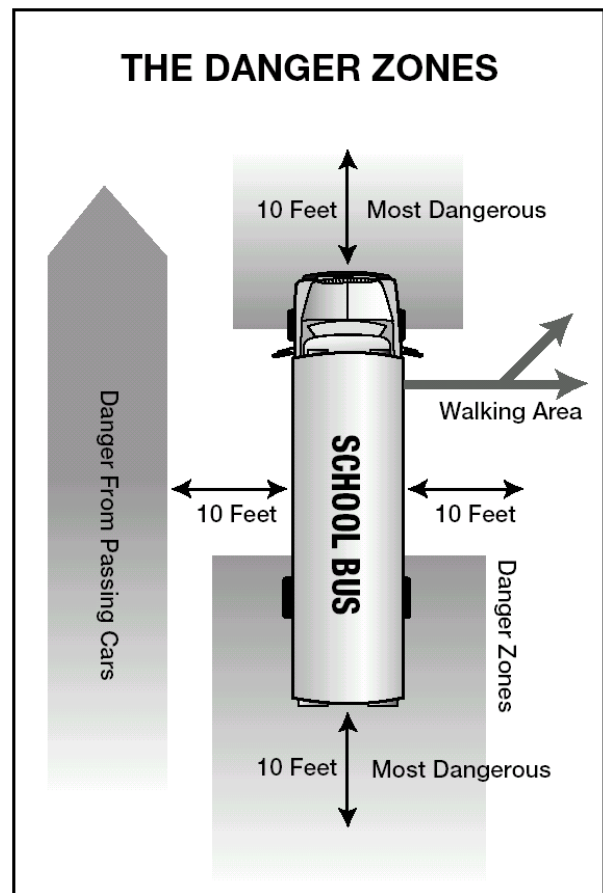 THE DANGER ZONES
10 Feet
Most Dangerous
Walking Area
Danger From Passing Cars
SCHOOL BUS
10 Feet
10 Feet
Danger Zones
10 Feet
Most Dangerous